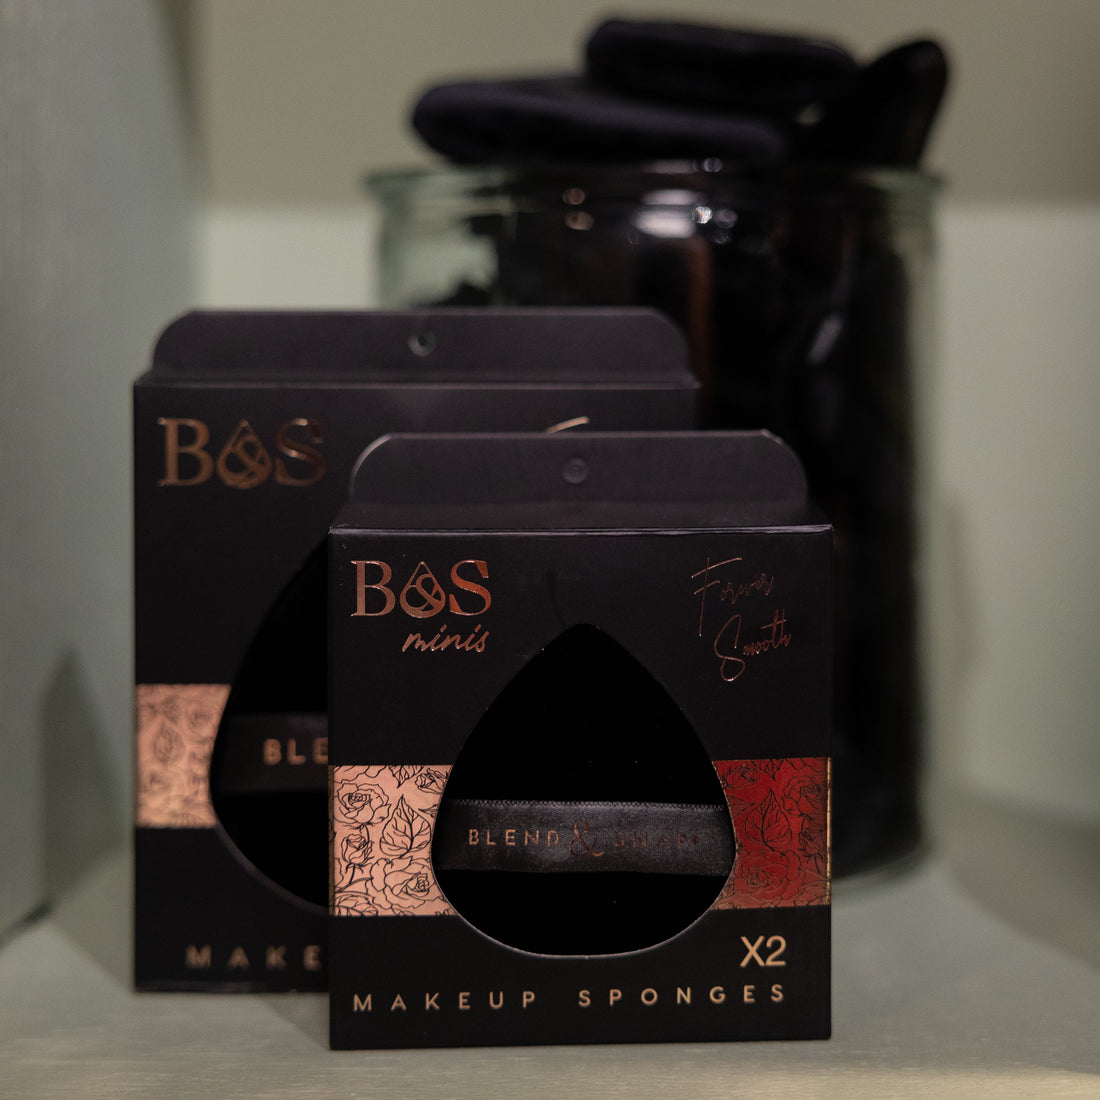 B&S
B&S
minis
Forever
Smooth
BLE
BLEND &
X2
MAKE
MAKEUP SPONGES